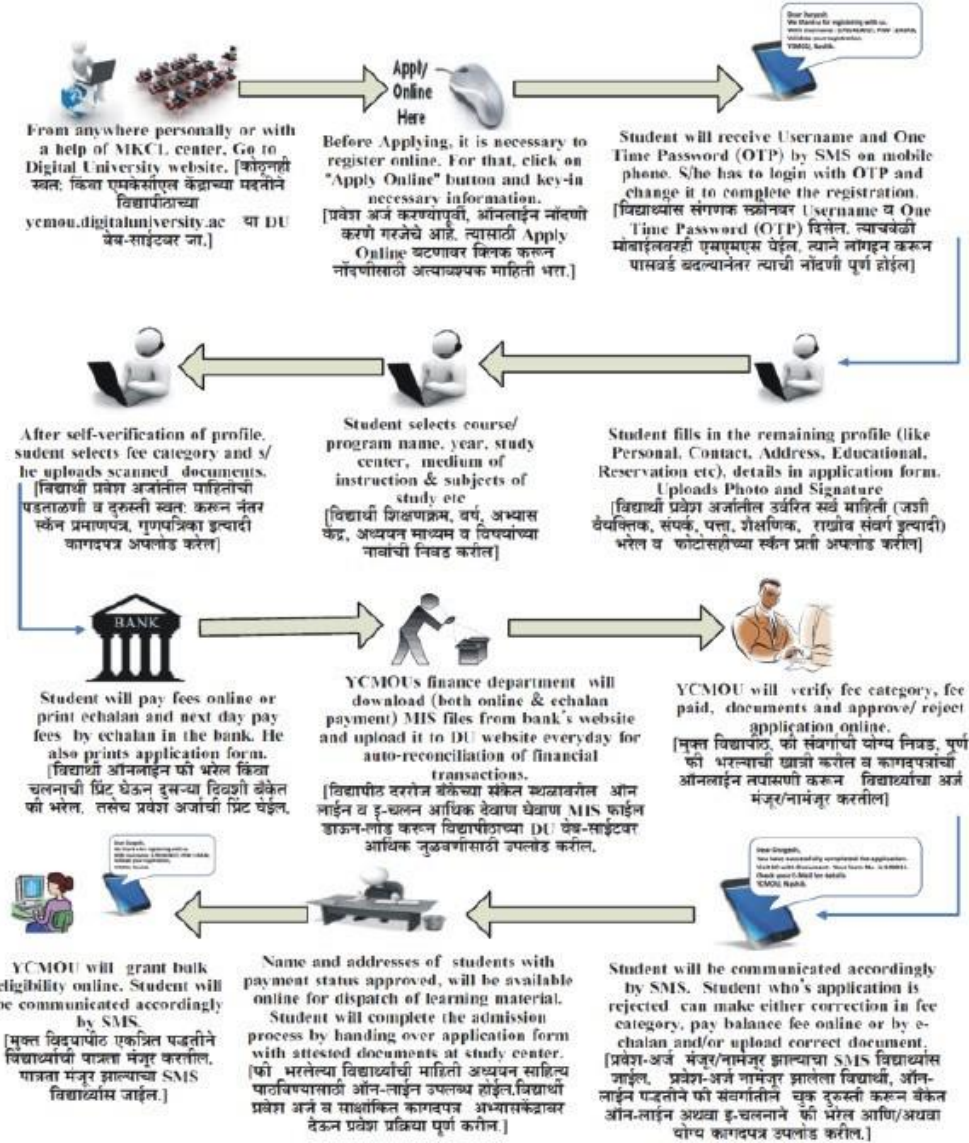 Apply/
Online
Here
Dear Durgesh,
YCMOU, Nashik.
From anywhere personally or with
a help of MKCL center, Go to
Digital University website. [कोठूनही
स्वत: किंवा एमकेसीएल केंद्राच्या मदतीने
विद्यापीठाच्या
ycmou.digitaluniversity.ac या DU
वेब-साईटवर जा.]
Before Applying, it is necessary to
register online. For that, click on
"Apply Online" button and key-in
necessary information.
[प्रवेश अर्ज करण्यापूर्वी, ऑनलाईन नोंदणी
करणे गरजेचे आहे. त्यासाठी Apply
Online बटणावर क्लिक करून
नोंदणीसाठी अत्यावश्यक माहिती भरा.]
Student will receive Username and One
Time Password (OTP) by SMS on mobile
phone. S/he has to login with OTP and
change it to complete the registration.
[विद्यार्थ्यास संगणक स्क्रीनवर Username व One
Time Password (OTP) दिसेल. त्याचवेळी
मोबाईलवरही एसएमएस येईल. त्याने लॉगइन करून
पासवर्ड बदल्यानंतर त्याची नोंदणी पूर्ण होईल]
After self-verification of profile,
sudent selects fee category and s/
he uploads scanned documents.
[विद्यार्थी प्रवेश अर्जातील माहितीची
पडताळणी व दुरुस्ती स्वत: करून नंतर
स्कॅन प्रमाणपत्र, गुणपत्रिका इत्यादी
कागदपत्र अपलोड करेल]
Student selects course/
program name, year, study
center, medium of
instruction & subjects of
study etc
[विद्यार्थी शिक्षणक्रम, वर्ष, अभ्यास
केंद्र, अध्ययन माध्यम व विषयांच्या
नावांची निवड करील]
Student fills in the remaining profile (like
Personal, Contact, Address, Educational,
Reservation etc), details in application form.
Uploads Photo and Signature
[विद्यार्थी प्रवेश अर्जातील उर्वरित सर्व माहिती (जशी
वैयक्तिक, संपर्क, पत्ता, शैक्षणिक, राखीव संवर्ग इत्यादी)
भरेल व फोटोसहीच्या स्कॅन प्रती अपलोड करील]
BANK
Student will pay fees online or
print echalan and next day pay
fees by echalan in the bank. He
also prints application form.
[विद्यार्थी ऑनलाईन फी भरेल किंवा
चलनाची प्रिंट घेऊन दुसऱ्या दिवशी बँकेत
फी भरेल. तसेच प्रवेश अर्जाची प्रिंट घेईल.
YCMOUs finance department will
download (both online & echalan
payment) MIS files from bank's website
and upload it to DU website everyday for
auto-reconciliation of financial
transactions.
[विद्यापीठ दररोज बँकेच्या संकेत स्थळावरील ऑन
लाईन व इ-चलन आर्थिक देवाण घेवाण MIS फाईल
डाऊन-लोड करून विद्यापीठाच्या DU वेब-साईटवर
आर्थिक जुळवणीसाठी उपलोड करील.
YCMOU will verify fee category, fee
paid, documents and approve/ reject
application online.
[मुक्त विद्यापीठ, फी संवर्गाची योग्य निवड, पूर्ण
फी भरल्याची खात्री करील व कागदपत्रांची
ऑनलाईन तपासणी करून विद्यार्थ्याचा अर्ज
मंजूर/नामंजूर करतील]
Dear Durgesh,
YCMOU, Nashik.
YCMOU will grant bulk
eligibility online. Student will
be communicated accordingly
by SMS.
[मुक्त विद्यापीठ एकत्रित पद्धतीने
विद्यार्थ्याची पात्रता मंजूर करतील.
पात्रता मंजूर झाल्याचा SMS
विद्यार्थ्यास जाईल.]
Name and addresses of students with
payment status approved, will be available
online for dispatch of learning material.
Student will complete the admission
process by handing over application form
with attested documents at study center.
[फी भरलेल्या विद्यार्थ्याची माहिती अध्ययन साहित्य
पाठविण्यासाठी ऑन-लाईन उपलब्ध होईल.विद्यार्थी
प्रवेश अर्ज व साक्षांकित कागदपत्र अभ्यासकेंद्रावर
देऊन प्रवेश प्रक्रिया पूर्ण करील.]
Student will be communicated accordingly
by SMS. Student who's application is
rejected can make either correction in fee
category, pay balance fee online or by e-
chalan and/or upload correct document.
[प्रवेश-अर्ज मंजूर/नामंजूर झाल्याचा SMS विद्यार्थ्यास
जाईल. प्रवेश-अर्ज नामंजूर झालेला विद्यार्थी, ऑन-
लाईन पद्धतीने फी संवर्गातीले चुक दुरुस्ती करून बँकेत
ऑन-लाईन अथवा इ-चलनाने फी भरेल आणि/अथवा
योग्य कागदपत्र उपलोड करील.]